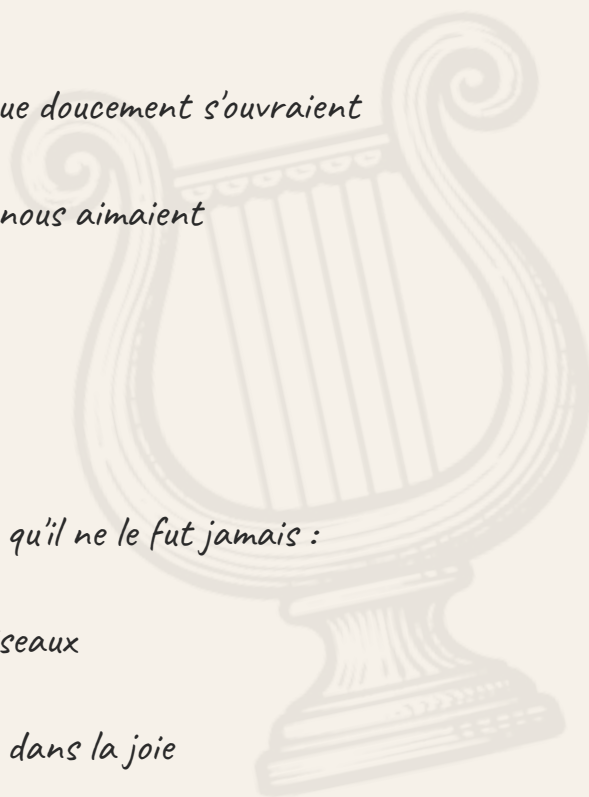 ue doucement s'ouvraient
nous aimaient
qu'il ne le fut jamais :
seaux
dans la joie